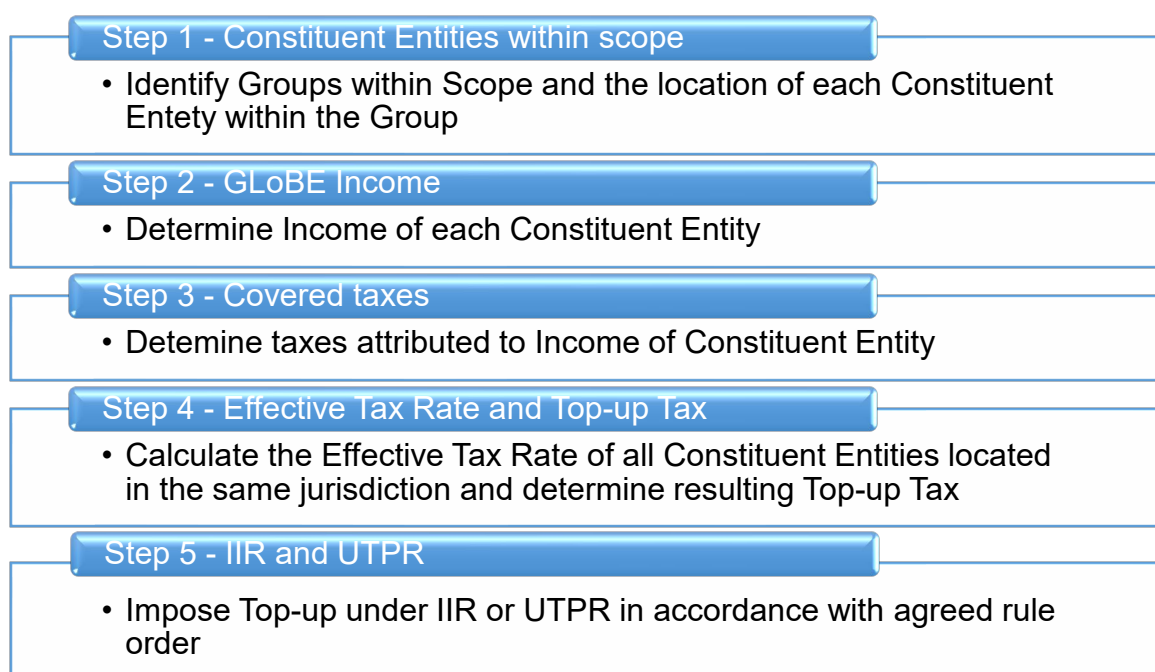 Step 1 - Constituent Entities within scope
• Identify Groups within Scope and the location of each Constituent
Entety within the Group
Step 2 - GLoBE Income
• Determine Income of each Constituent Entity
Step 3 - Covered taxes
• Detemine taxes attributed to Income of Constituent Entity
Step 4 - Effective Tax Rate and Top-up Tax
• Calculate the Effective Tax Rate of all Constituent Entities located
in the same jurisdiction and determine resulting Top-up Tax
Step 5 - IIR and UTPR
• Impose Top-up under IIR or UTPR in accordance with agreed rule
order